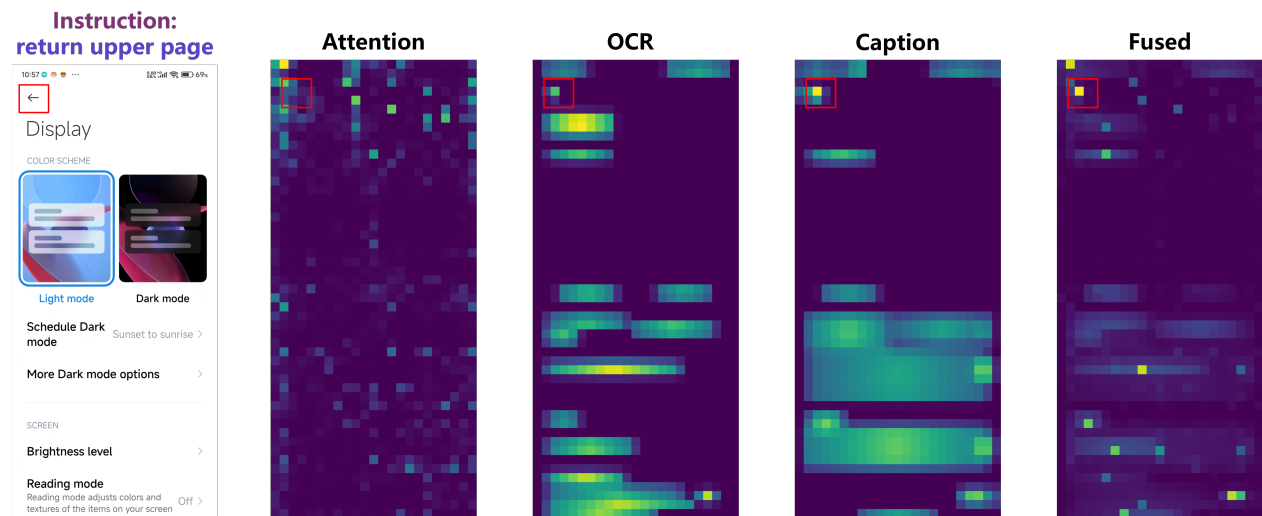 Instruction:
return upper page
Attention
OCR
Caption
Fused
10:57
69%
Display
COLOR SCHEME
Light mode
Dark mode
Schedule Dark mode
Sunset to sunrise
More Dark mode options
SCREEN
Brightness level
Reading mode
Reading mode adjusts colors and
textures of the items on your screen
Off